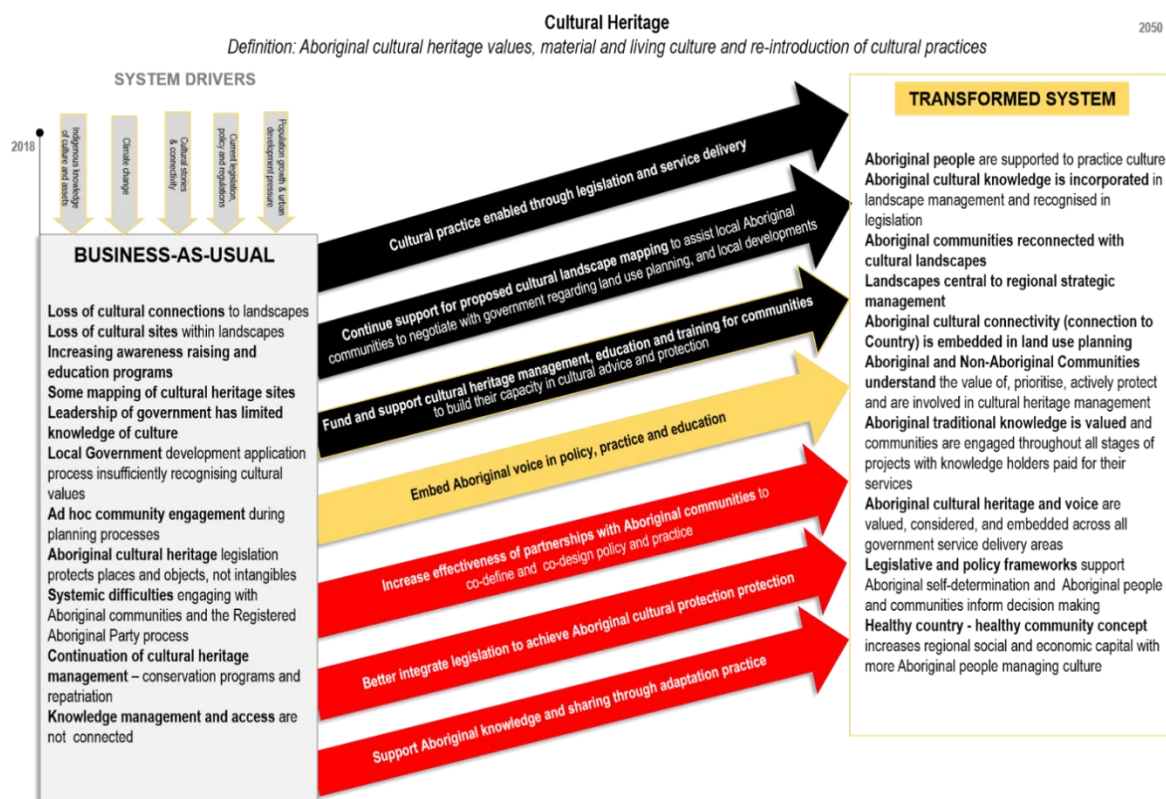 Cultural Heritage
2050
Definition: Aboriginal cultural heritage values, material and living culture and re-introduction of cultural practices
SYSTEM DRIVERS
2018
Indigenous knowledge
of culture and assets
Climate change
Cultural stories
& connectivity
Current legislation,
policy and regulations
Population growth & urban
development pressure
BUSINESS-AS-USUAL
Loss of cultural connections to landscapes
Loss of cultural sites within landscapes
Increasing awareness raising and
education programs
Some mapping of cultural heritage sites
Leadership of government has limited
knowledge of culture
Local Government development application
process insufficiently recognising cultural
values
Ad hoc community engagement during
planning processes
Aboriginal cultural heritage legislation
protects places and objects, not intangibles
Systemic difficulties engaging with
Aboriginal communities and the Registered
Aboriginal Party process
Continuation of cultural heritage
management – conservation programs and
repatriation
Knowledge management and access are
not connected
Cultural practice enabled through legislation and service delivery
Continue support for proposed cultural landscape mapping to assist local Aboriginal
communities to negotiate with government regarding land use planning, and local developments
Fund and support cultural heritage management, education and training for communities
to build their capacity in cultural advice and protection
Embed Aboriginal voice in policy, practice and education
Increase effectiveness of partnerships with Aboriginal communities to
co-define and co-design policy and practice
Better integrate legislation to achieve Aboriginal cultural protection protection
Support Aboriginal knowledge and sharing through adaptation practice
TRANSFORMED SYSTEM
Aboriginal people are supported to practice culture
Aboriginal cultural knowledge is incorporated in
landscape management and recognised in
legislation
Aboriginal communities reconnected with
cultural landscapes
Landscapes central to regional strategic
management
Aboriginal cultural connectivity (connection to
Country) is embedded in land use planning
Aboriginal and Non-Aboriginal Communities
understand the value of, prioritise, actively protect
and are involved in cultural heritage management
Aboriginal traditional knowledge is valued and
communities are engaged throughout all stages of
projects with knowledge holders paid for their
services
Aboriginal cultural heritage and voice are
valued, considered, and embedded across all
government service delivery areas
Legislative and policy frameworks support
Aboriginal self-determination and Aboriginal people
and communities inform decision making
Healthy country - healthy community concept
increases regional social and economic capital with
more Aboriginal people managing culture